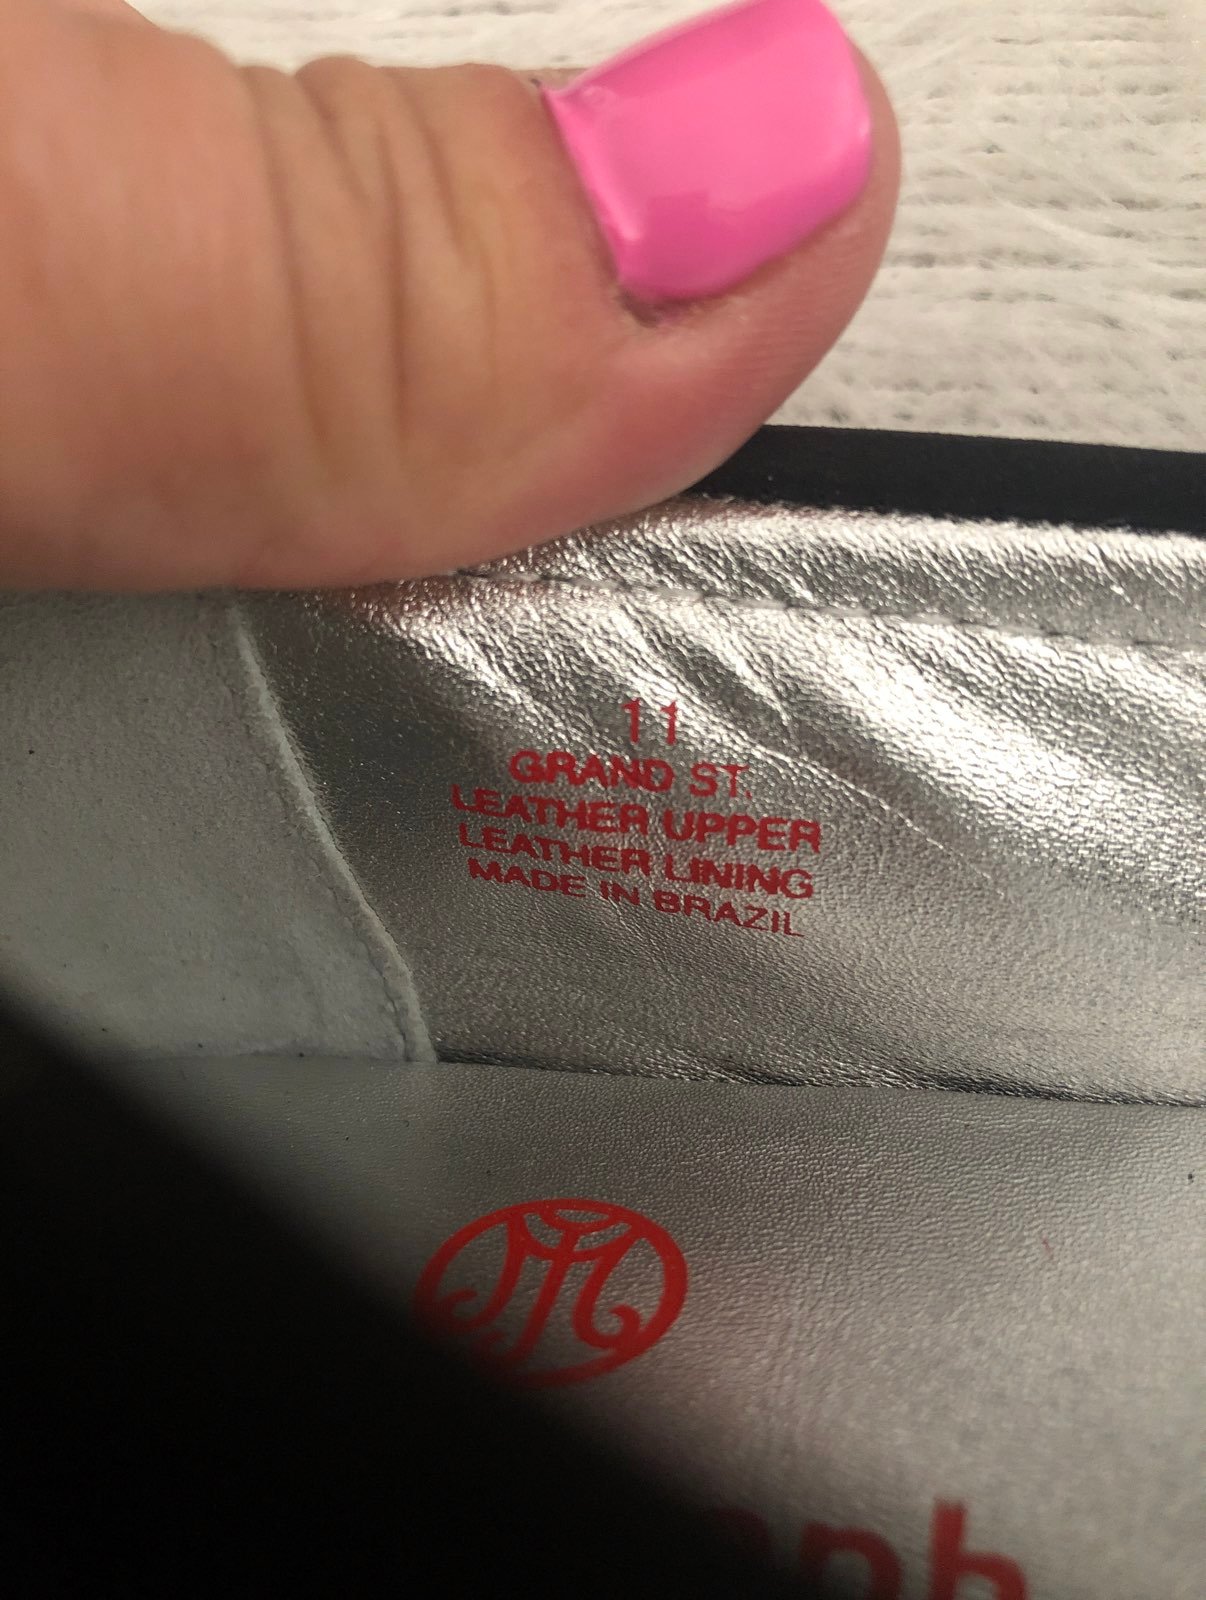 11
GRAND ST.
LEATHER UPPER
LEATHER LINING
MADE IN BRAZIL